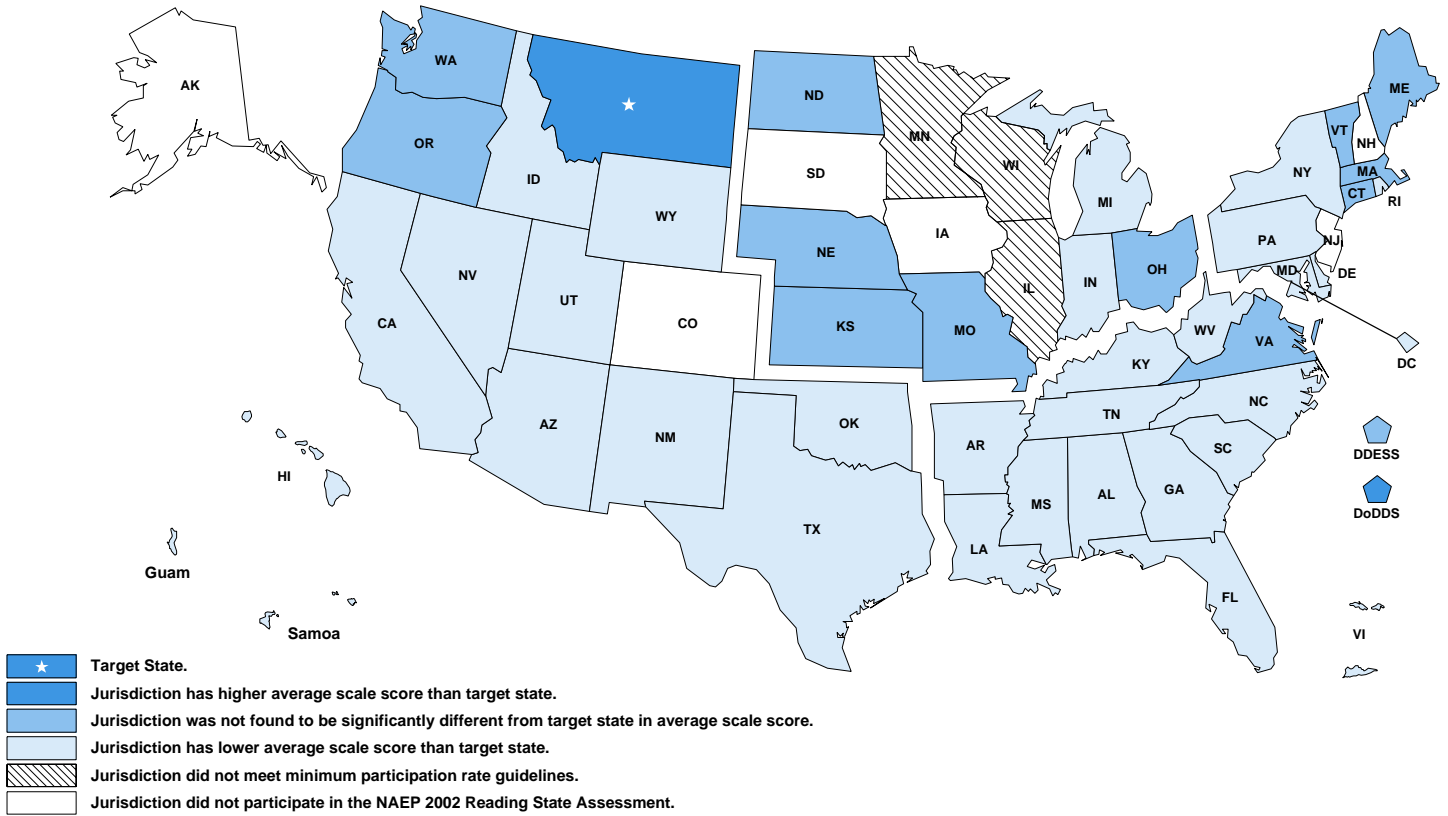 AK
WA
OR
ID
WY
ND
SD
NE
KS
MN
WI
IA
IL
MO
MI
IN
OH
ME
VT
NH
MA
CT
RI
NY
PA
NJ
MD
DE
WV
VA
DC
KY
CA
NV
UT
CO
AZ
NM
OK
TX
AR
LA
TN
MS
AL
GA
NC
SC
FL
HI
DDESS
DoDDS
Guam
Samoa
VI
Target State.
Jurisdiction has higher average scale score than target state.
Jurisdiction was not found to be significantly different from target state in average scale score.
Jurisdiction has lower average scale score than target state.
Jurisdiction did not meet minimum participation rate guidelines.
Jurisdiction did not participate in the NAEP 2002 Reading State Assessment.